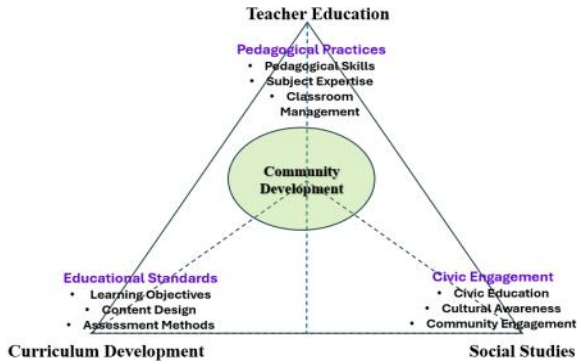 Teacher Education
Pedagogical Practices
• Pedagogical Skills
• Subject Expertise
• Classroom
Management
Community
Development
Educational Standards
• Learning Objectives
• Content Design
• Assessment Methods
Civic Engagement
• Civic Education
• Cultural Awareness
• Community Engagement
Curriculum Development
Social Studies